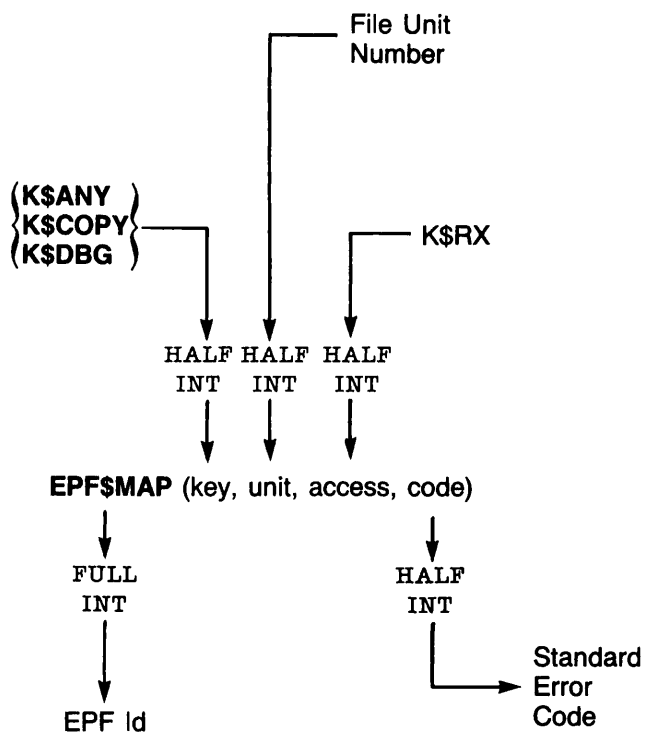 File Unit
Number
K$ANY
K$COPY
K$DBG
K$RX
HALF HALF HALF
INT INT INT
EPF$MAP (key, unit, access, code)
FULL
INT
HALF
INT
Standard
Error
Code
EPF Id